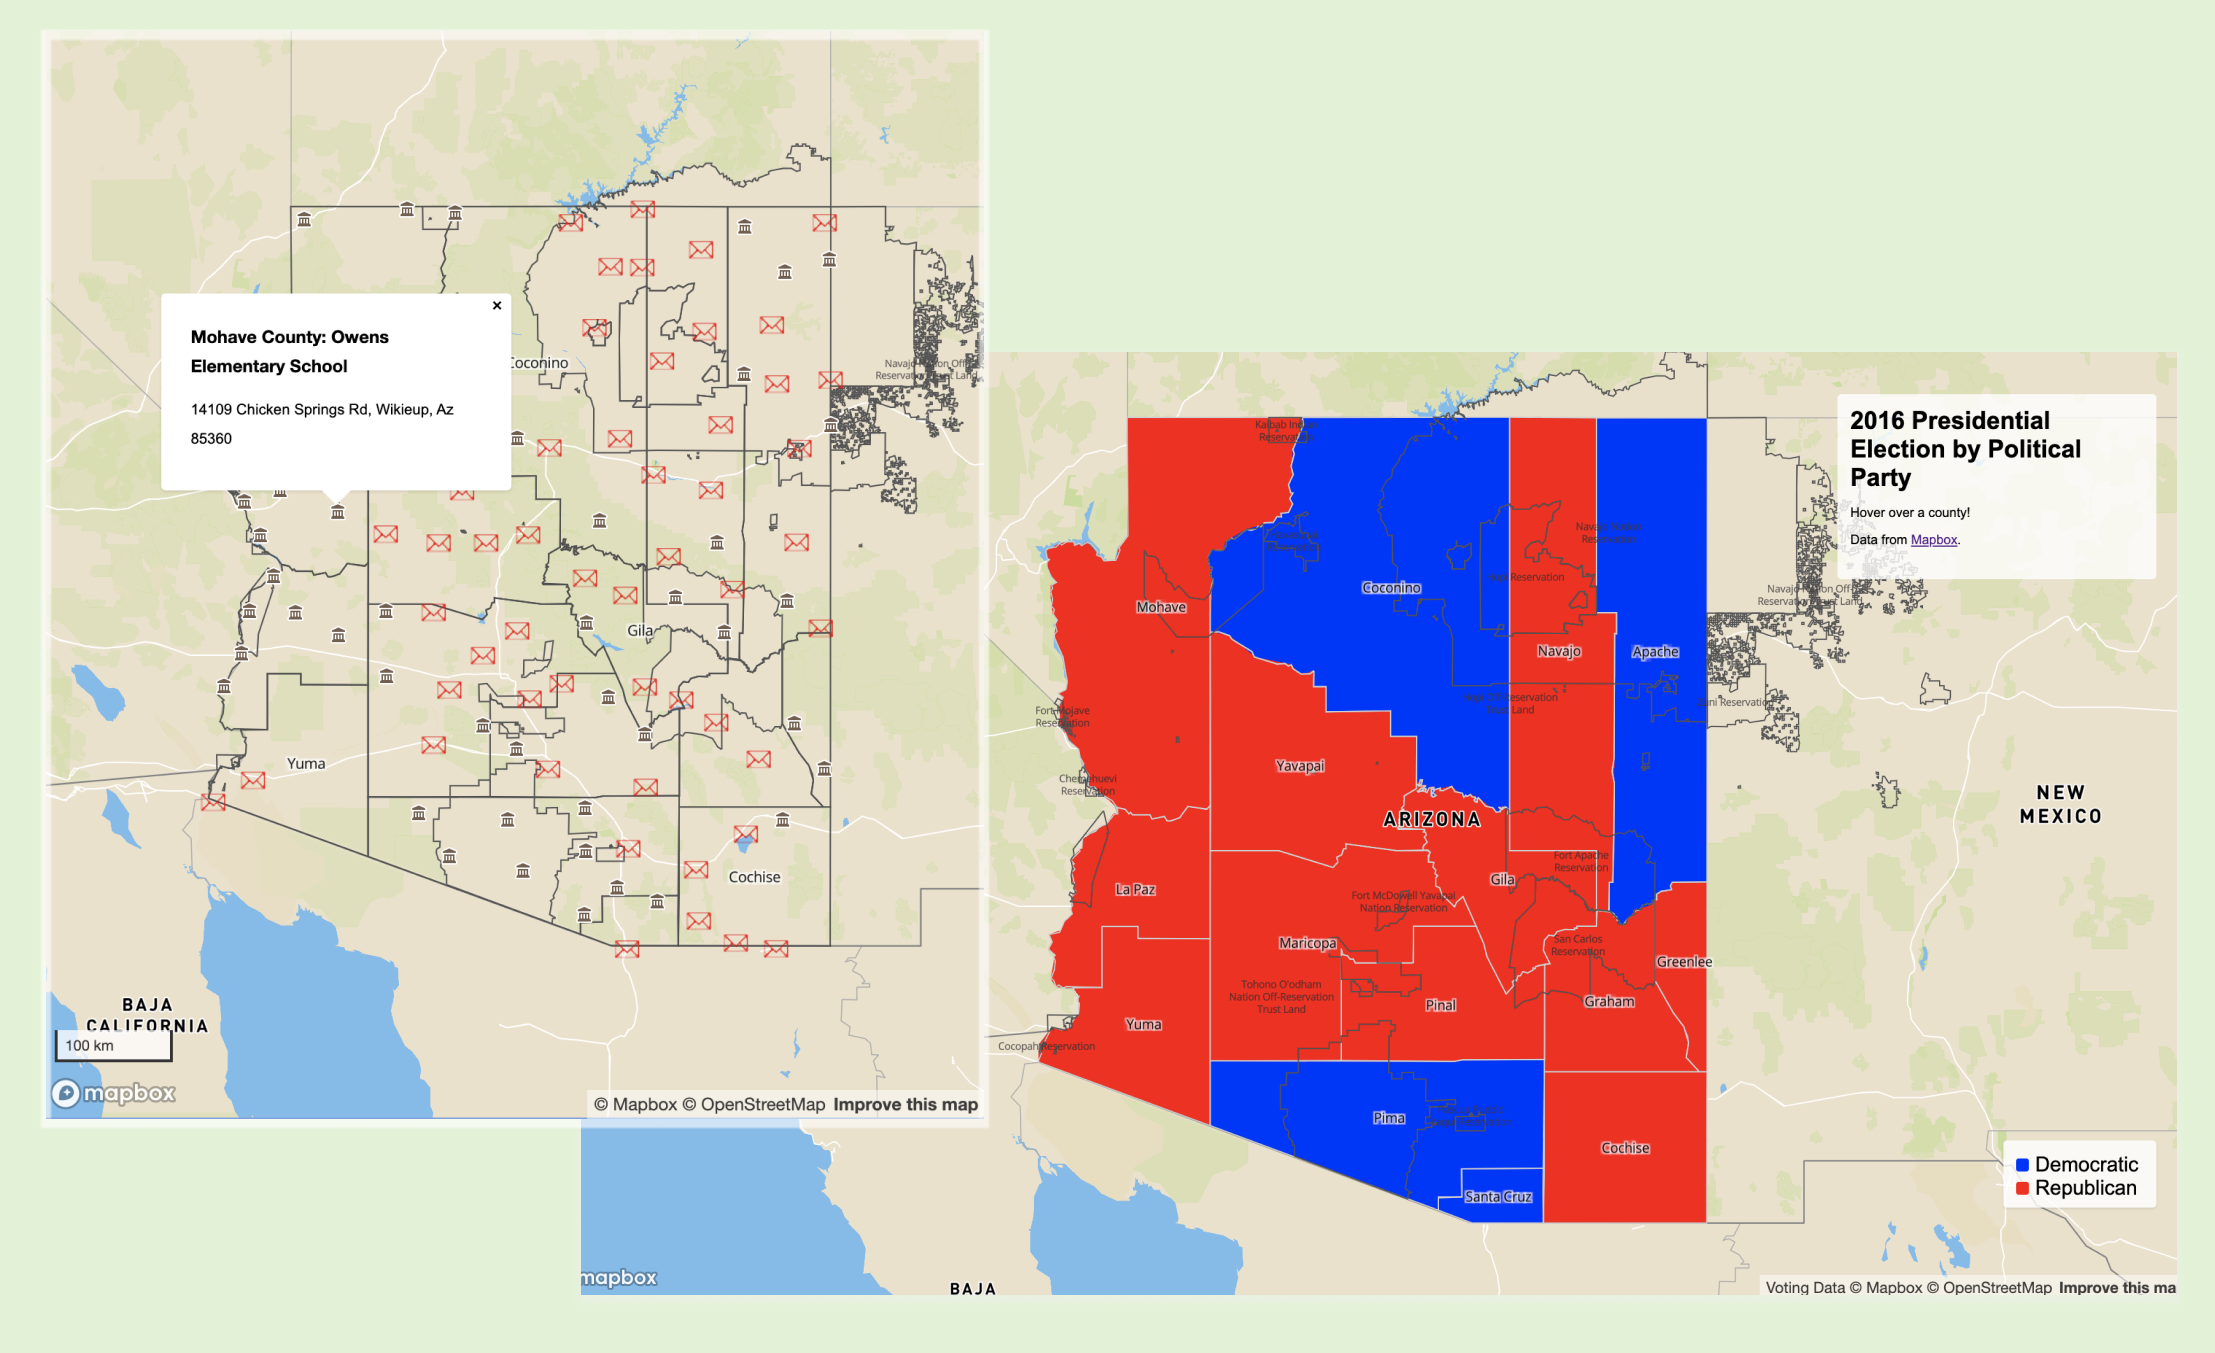 Mohave County: Owens
Elementary School
14109 Chicken Springs Rd, Wikieup, Az
85360
×
Coconino
Navajo Nation Off-
Reservation Trust Land
Gila
Yuma
Cochise
BAJA
CALIFORNIA
100 km
mapbox
© Mapbox © OpenStreetMap Improve this map
2016 Presidential
Election by Political
Party
Hover over a county!
Data from Mapbox.
Kaibab Indian
Reservation
Navajo Nation
Reservation
Hopi Reservation
Coconino
Mohave
Navajo
Apache
Navajo Nation Off-
Reservation Trust Land
Hopi Off-Reservation
Trust Land
Zuni Reservation
Fort Mojave
Reservation
Chemehuevi
Reservation
Yavapai
ARIZONA
NEW
MEXICO
Fort Apache
Reservation
La Paz
Gila
Fort McDowell Yavapai
Nation Reservation
Maricopa
San Carlos
Reservation
Greenlee
Tohono O'odham
Nation Off-Reservation
Trust Land
Pinal
Graham
Yuma
Cocopah Reservation
Pima
Cochise
Santa Cruz
Democratic
Republican
mapbox
BAJA
Voting Data © Mapbox © OpenStreetMap Improve this ma